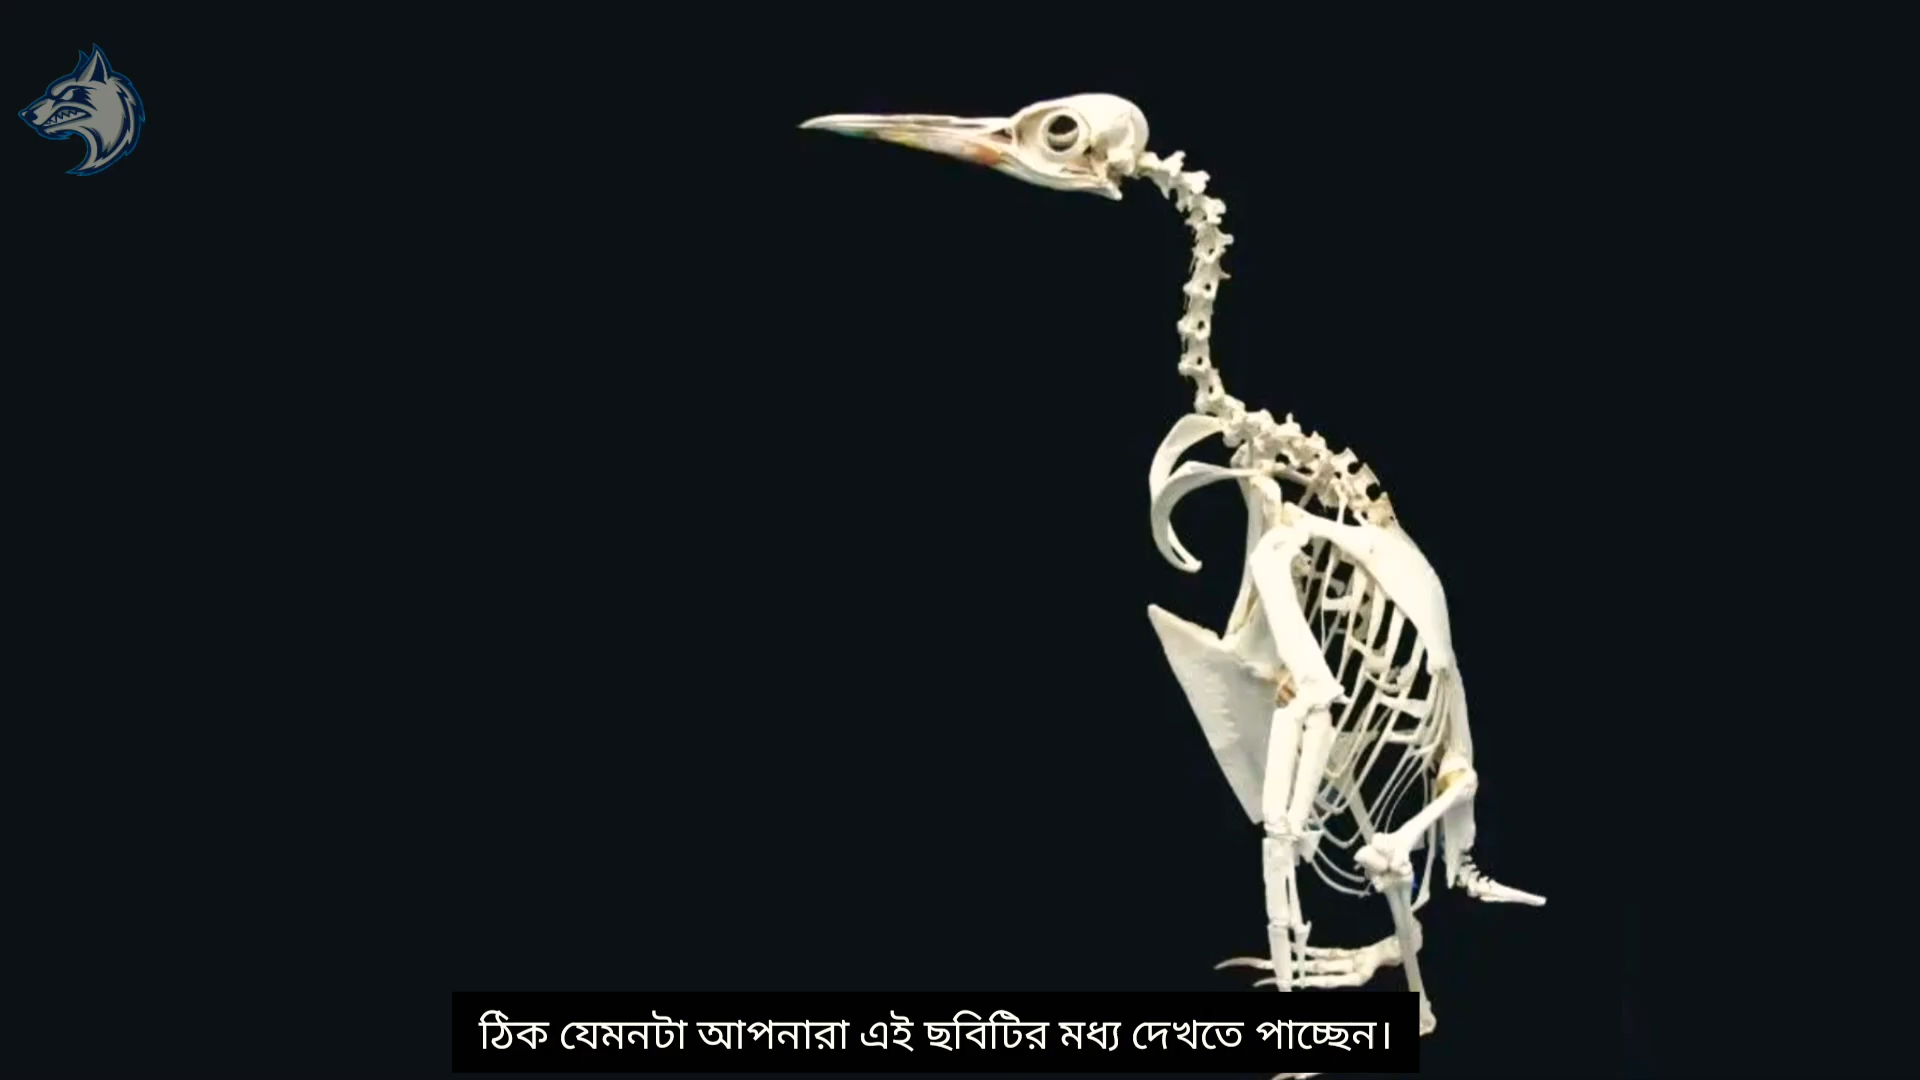 ঠিক যেমনটা আপনারা এই ছবিটির মধ্য দেখতে পাচ্ছেন।